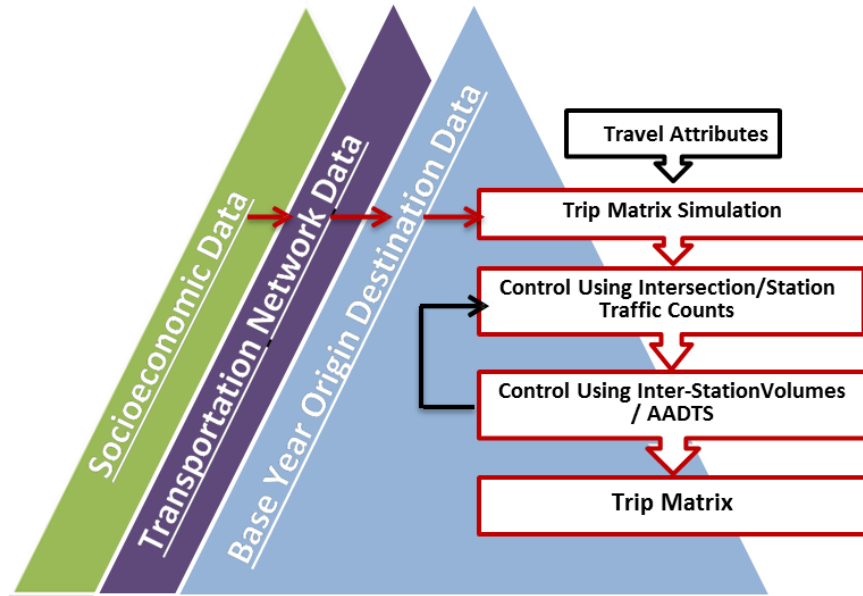 Socioeconomic Data
Transportation Network Data
Base Year Origin Destination Data
Travel Attributes
Trip Matrix Simulation
Control Using Intersection/Station
Traffic Counts
Control Using Inter-StationVolumes
/ AADTS
Trip Matrix